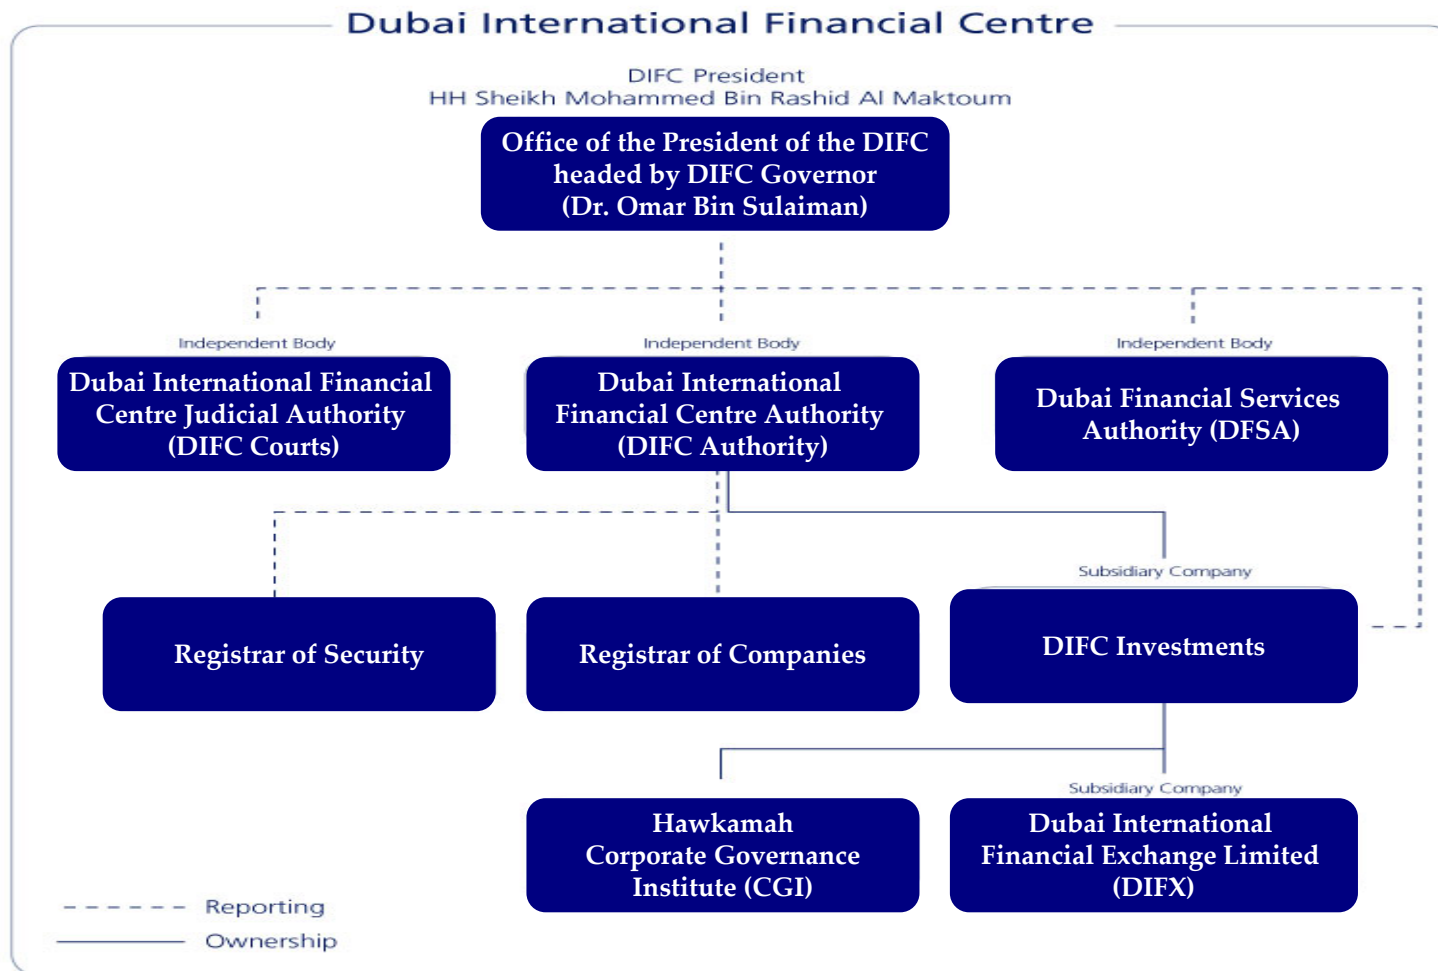 Dubai International Financial Centre
DIFC President
HH Sheikh Mohammed Bin Rashid Al Maktoum
Office of the President of the DIFC
headed by DIFC Governor
(Dr. Omar Bin Sulaiman)
Independent Body
Dubai International Financial
Centre Judicial Authority
(DIFC Courts)
Independent Body
Dubai International
Financial Centre Authority
(DIFC Authority)
Independent Body
Dubai Financial Services
Authority (DFSA)
Registrar of Security
Registrar of Companies
Subsidiary Company
DIFC Investments
Hawkamah
Corporate Governance
Institute (CGI)
Subsidiary Company
Dubai International
Financial Exchange Limited
(DIFX)
Reporting
Ownership